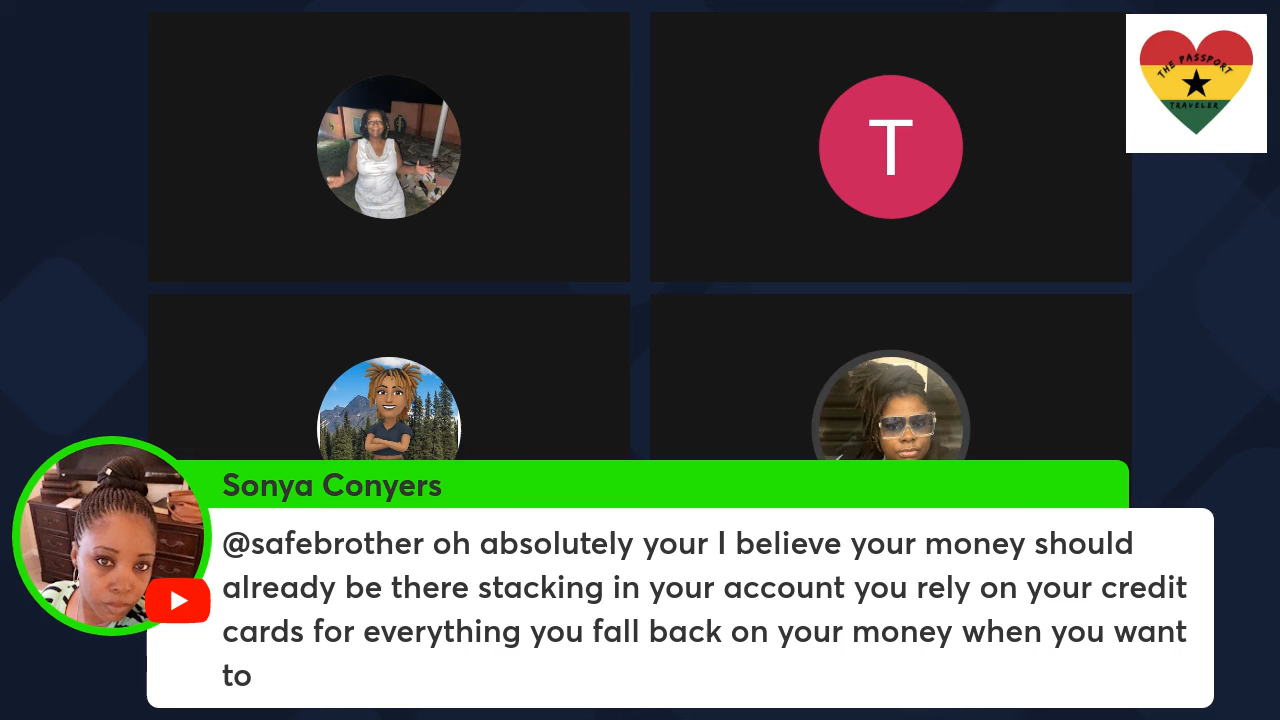 THE PASSPORT
TRAVELER
T
Sonya Conyers
@safebrother oh absolutely your I believe your money should
already be there stacking in your account you rely on your credit
cards for everything you fall back on your money when you want
to